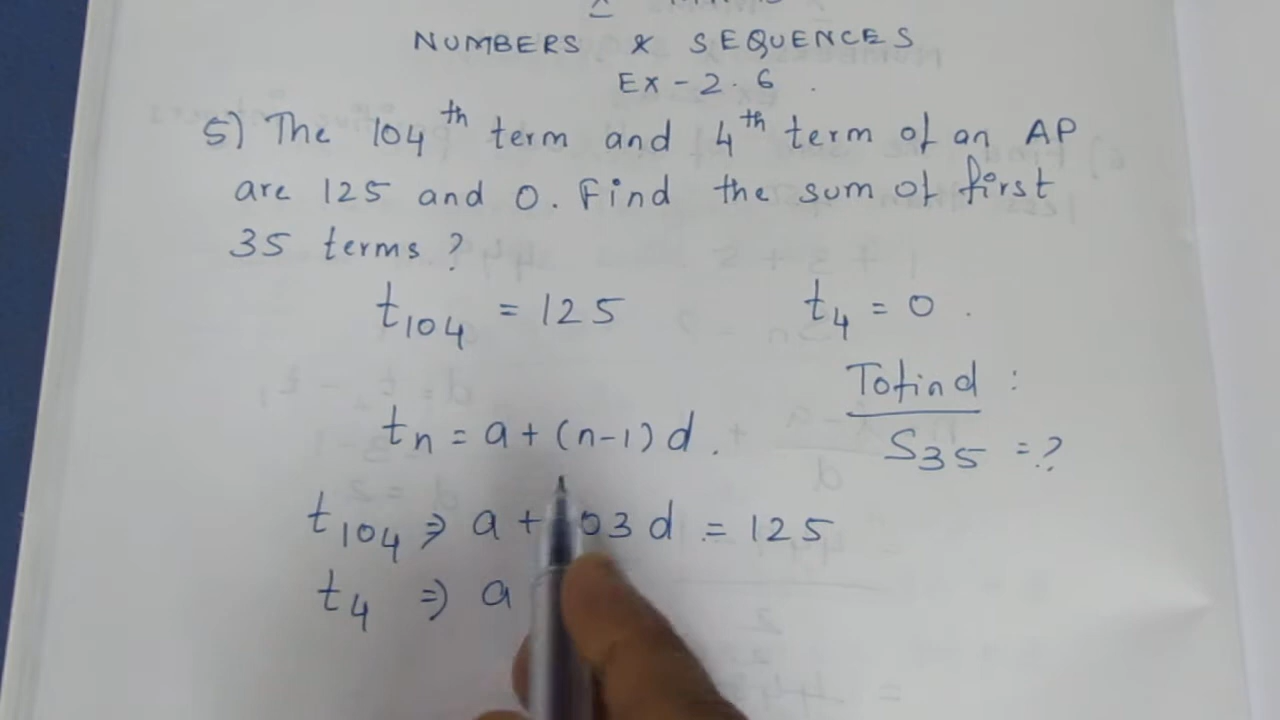 NUMBERS & SEQUENCES
Ex - 2.6
5) The 104th term and 4th term of an AP
are 125 and 0. Find the sum of first
35 terms ?
t104 = 125 t4 = 0 .
To find :
tn = a + (n-1) d .
S35 = ?
t104 ⇒ a + 03 d = 125
t4 ⇒ a